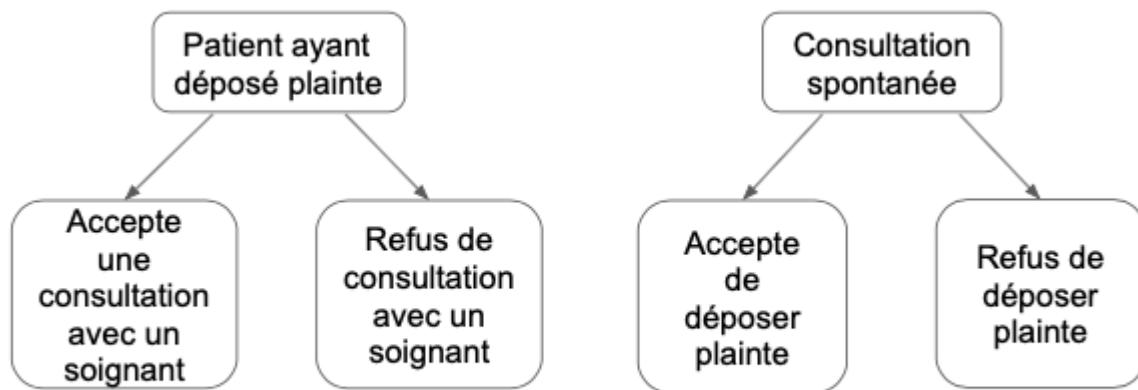 Patient ayant
déposé plainte
Consultation
spontanée
Accepte
une
consultation
avec un
soignant
Refus de
consultation
avec un
soignant
Accepte
de
déposer
plainte
Refus de
déposer
plainte